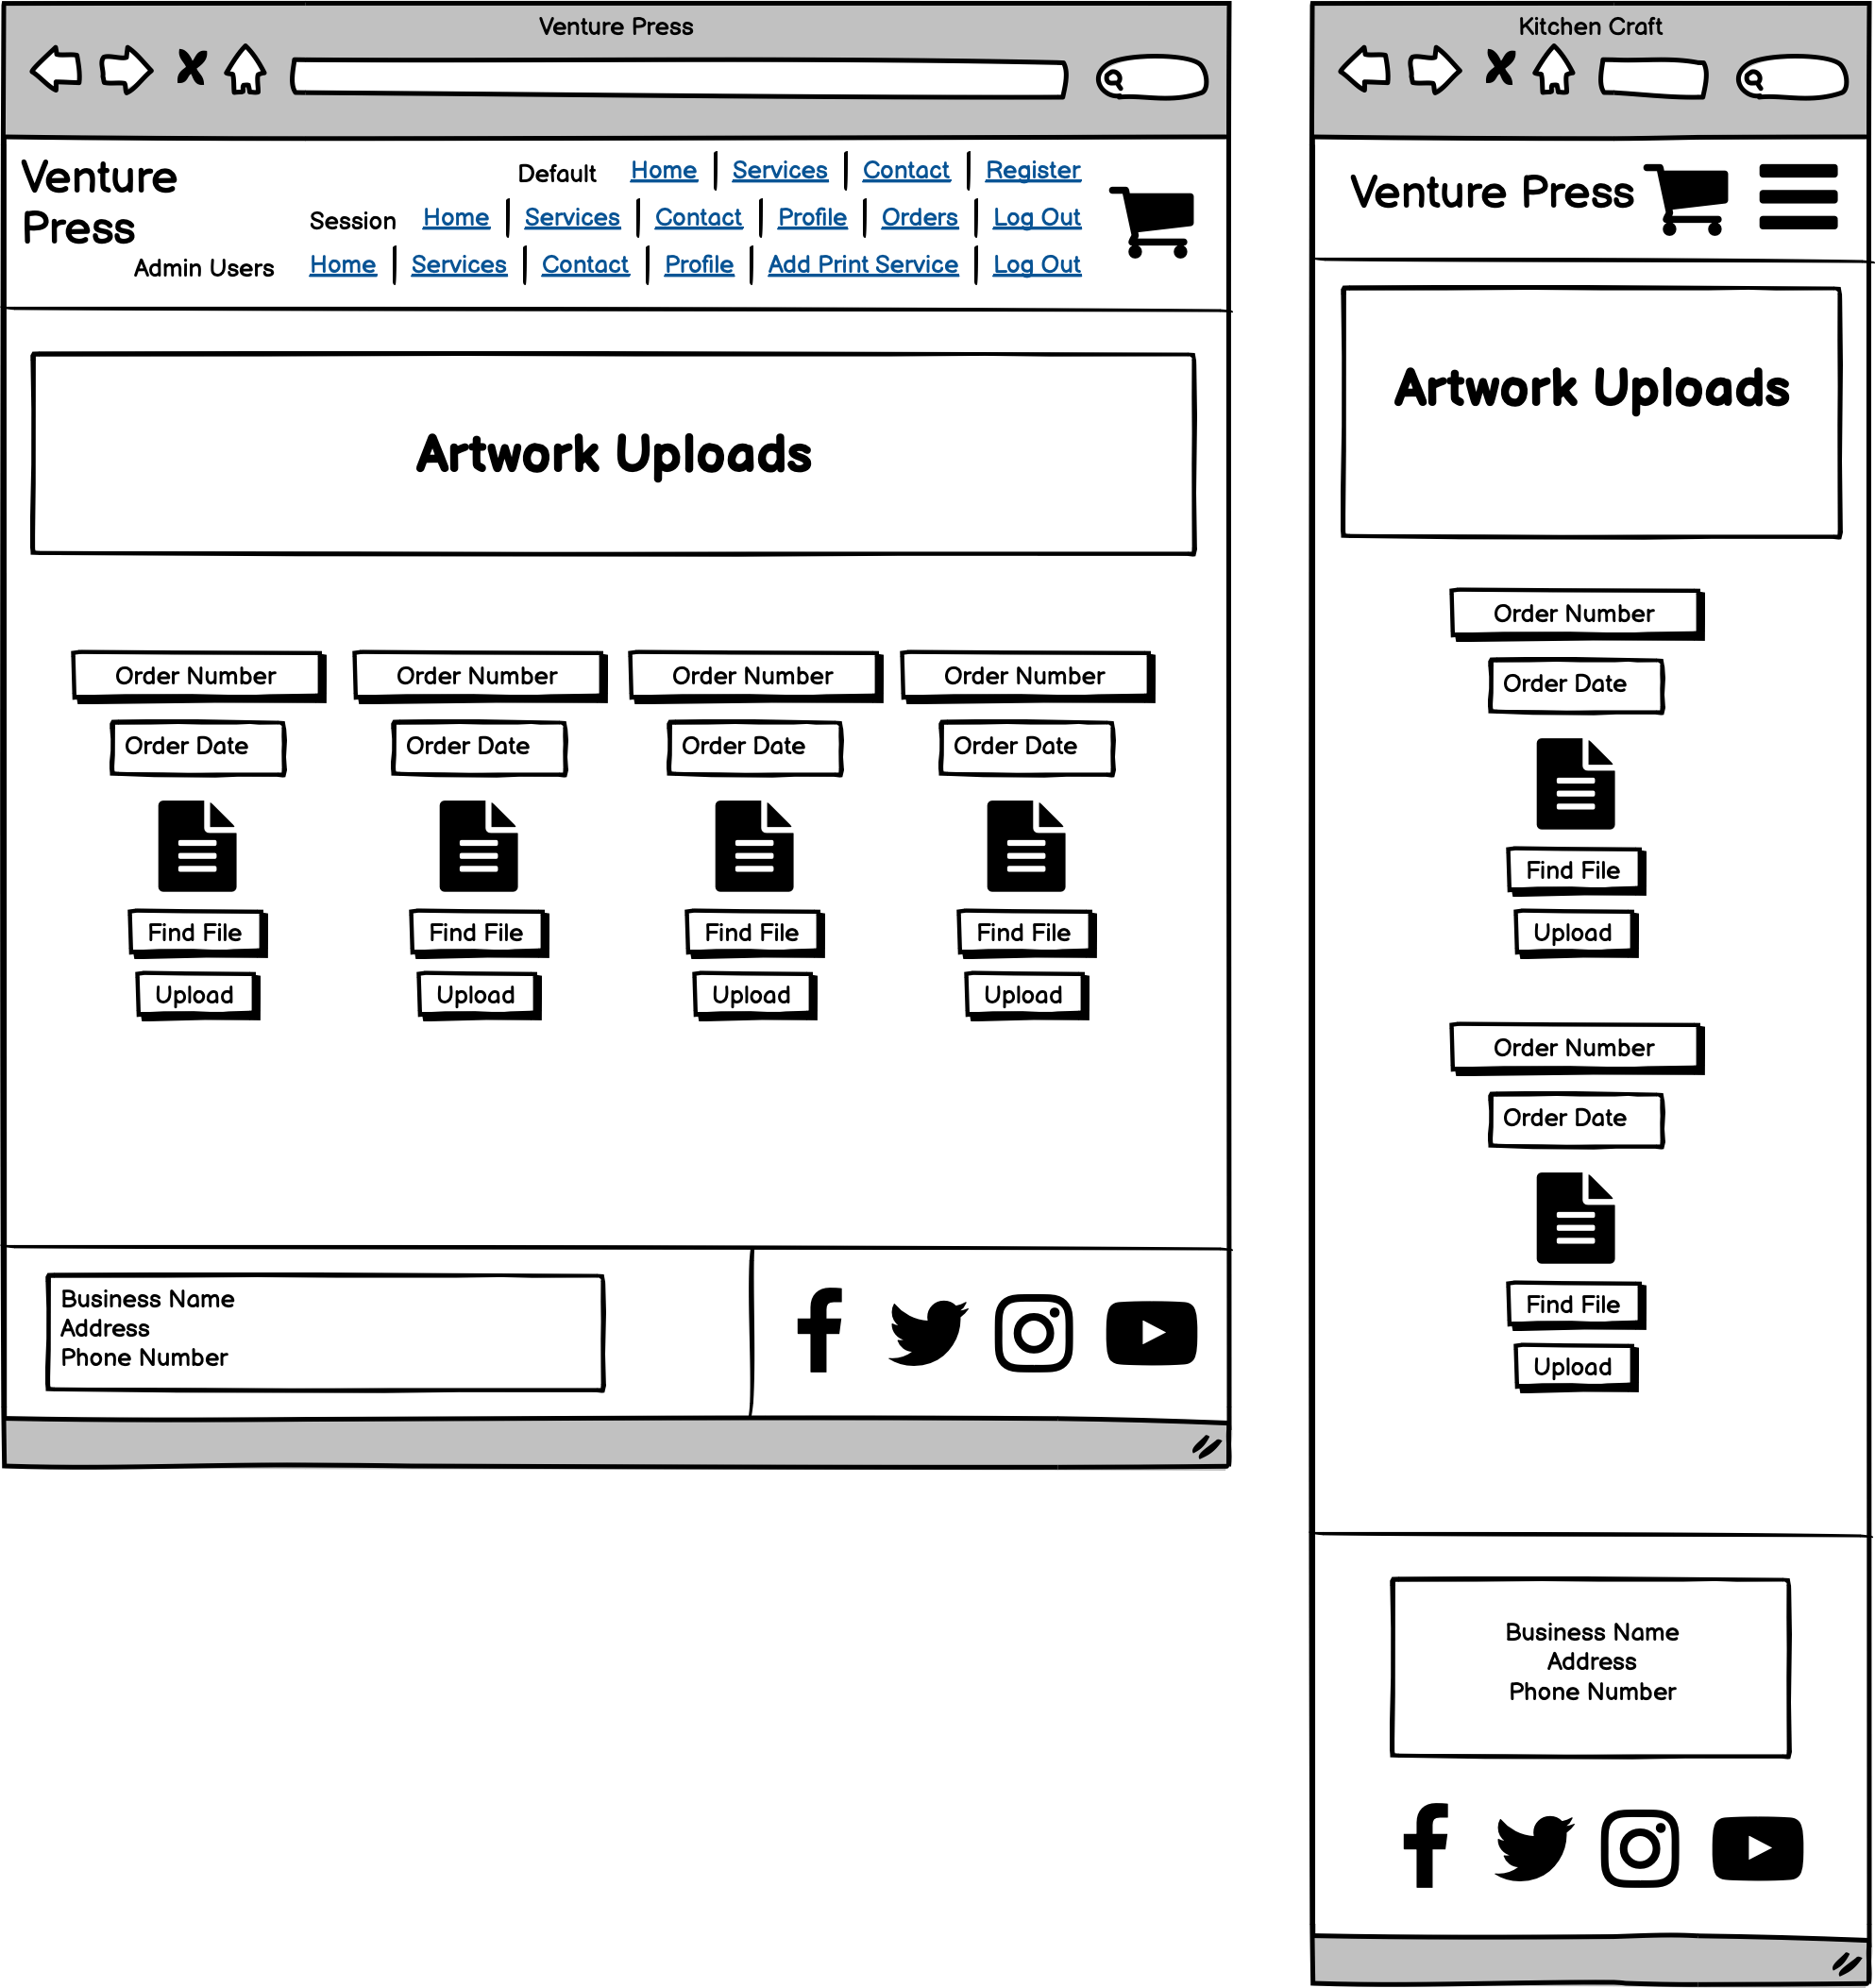 Venture Press
Venture
Press
Default Home Services Contact Register
Session Home Services Contact Profile Orders Log Out
Admin Users Home Services Contact Profile Add Print Service Log Out
Artwork Uploads
Order Number Order Number Order Number Order Number
Order Date Order Date Order Date Order Date
Find File Find File Find File Find File
Upload Upload Upload Upload
Business Name
Address
Phone Number
Kitchen Craft
Venture Press
Artwork Uploads
Order Number
Order Date
Find File
Upload
Order Number
Order Date
Find File
Upload
Business Name
Address
Phone Number